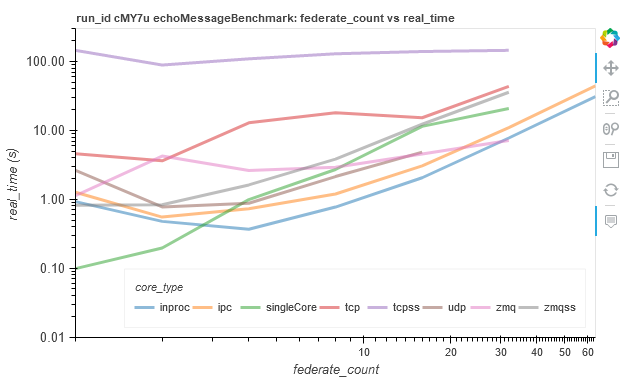 run_id cMY7u echoMessageBenchmark: federate_count vs real_time
real_time (s)
100.00
10.00
1.00
0.10
0.01
core_type
inproc ipc singleCore tcp tcpss udp zmq zmqss
10 20 30 40 50 60
federate_count